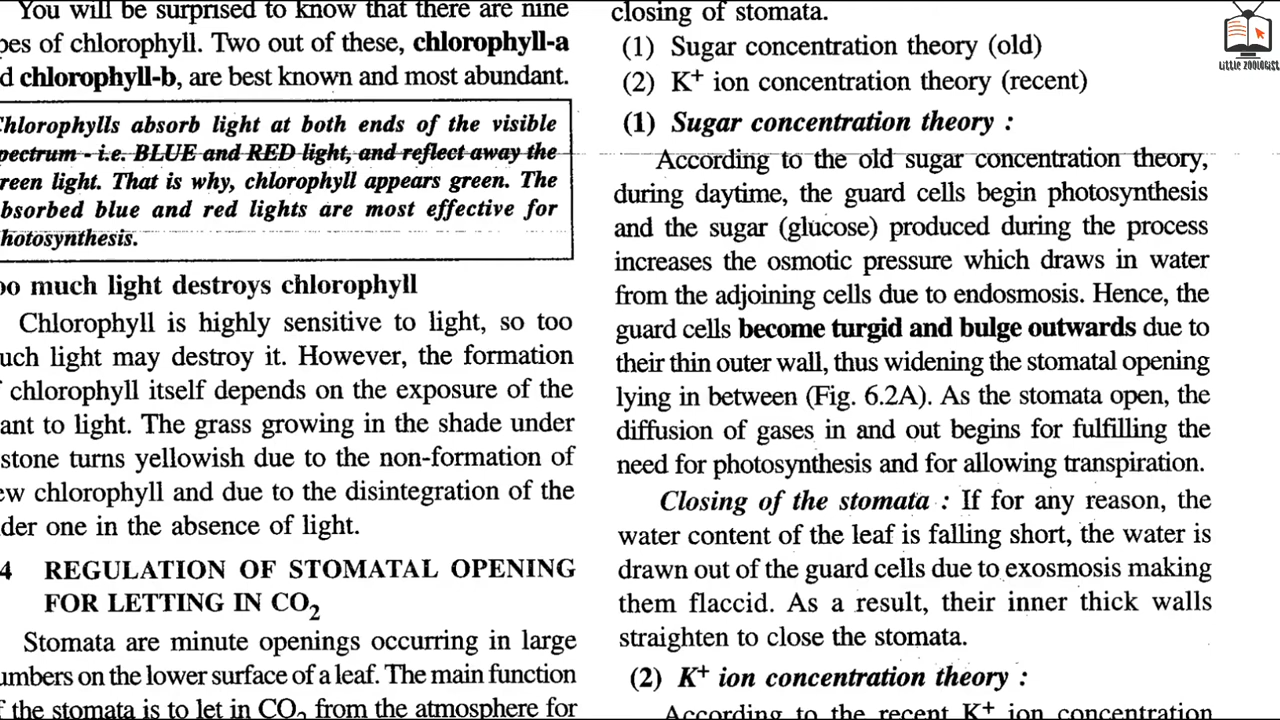 You will be surprised to know that there are nine
pes of chlorophyll. Two out of these, chlorophyll-a
d chlorophyll-b, are best known and most abundant.
Chlorophylls absorb light at both ends of the visible
pectrum - i.e. BLUE and RED light, and reflect away the
reen light. That is why, chlorophyll appears green. The
bsorbed blue and red lights are most effective for
hotosynthesis.
oo much light destroys chlorophyll
Chlorophyll is highly sensitive to light, so too
uch light may destroy it. However, the formation
f chlorophyll itself depends on the exposure of the
ant to light. The grass growing in the shade under
stone turns yellowish due to the non-formation of
ew chlorophyll and due to the disintegration of the
der one in the absence of light.
4 REGULATION OF STOMATAL OPENING
FOR LETTING IN CO2
Stomata are minute openings occurring in large
umbers on the lower surface of a leaf. The main function
f the stomata is to let in CO2 from the atmosphere for
closing of stomata.
(1) Sugar concentration theory (old)
(2) K+ ion concentration theory (recent)
(1) Sugar concentration theory :
According to the old sugar concentration theory,
during daytime, the guard cells begin photosynthesis
and the sugar (glucose) produced during the process
increases the osmotic pressure which draws in water
from the adjoining cells due to endosmosis. Hence, the
guard cells become turgid and bulge outwards due to
their thin outer wall, thus widening the stomatal opening
lying in between (Fig. 6.2A). As the stomata open, the
diffusion of gases in and out begins for fulfilling the
need for photosynthesis and for allowing transpiration.
Closing of the stomata : If for any reason, the
water content of the leaf is falling short, the water is
drawn out of the guard cells due to exosmosis making
them flaccid. As a result, their inner thick walls
straighten to close the stomata.
(2) K+ ion concentration theory :
According to the recent K+ ion concentration
LITTLE ZOOLOGIST